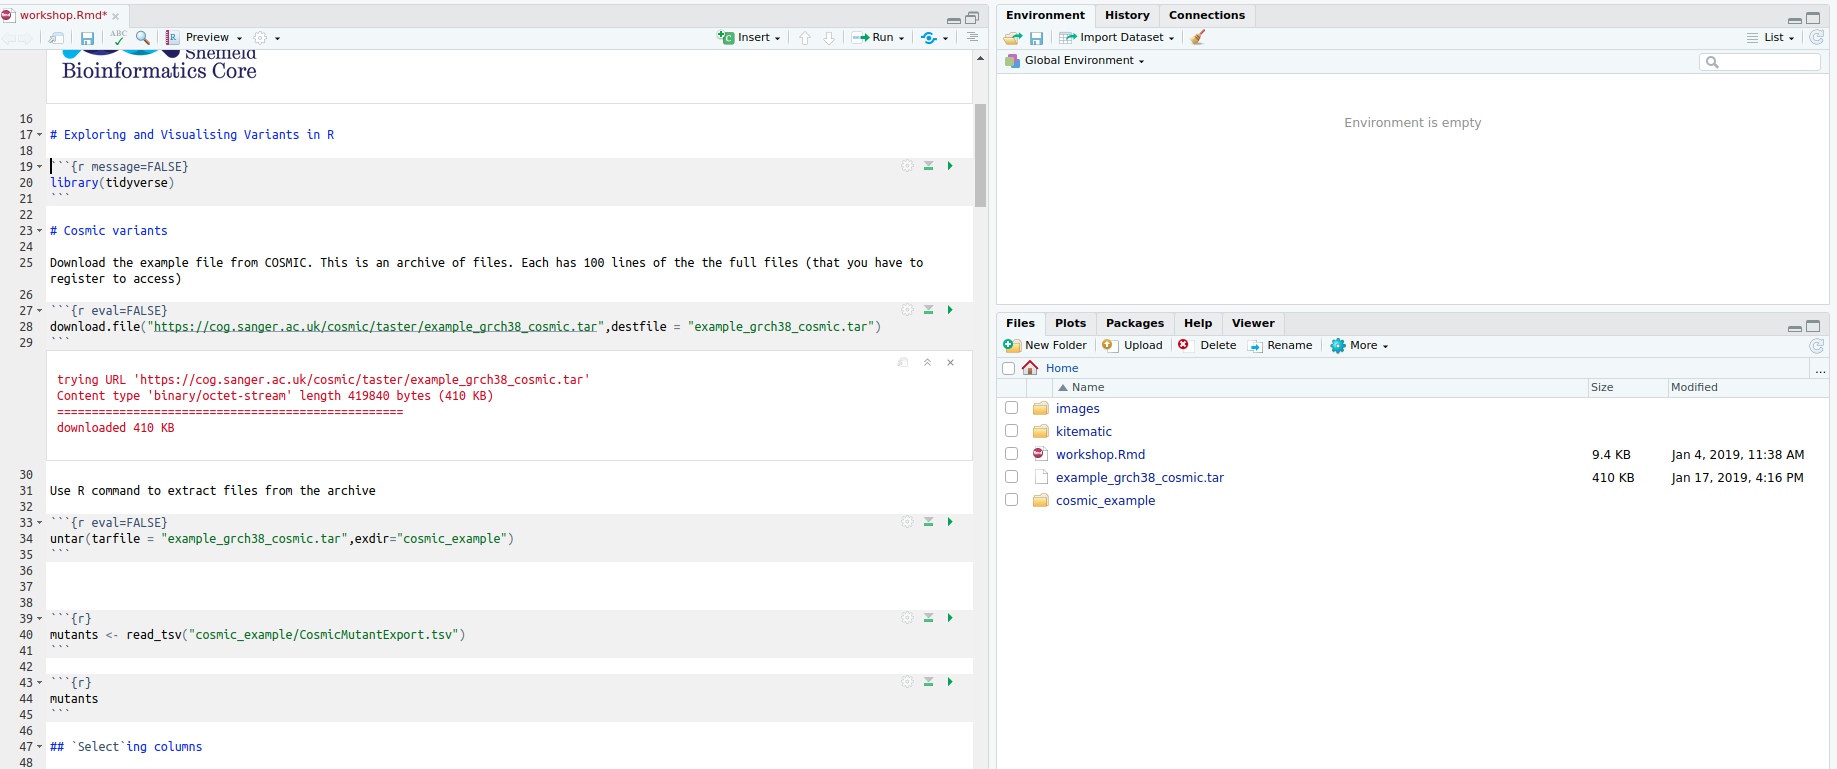 workshop.Rmd*
ABC
Preview
Insert
Run
Sheffield
Bioinformatics Core
16
17 # Exploring and Visualising Variants in R
18
19 ```{r message=FALSE}
20 library(tidyverse)
21 ```
22
23 # Cosmic variants
24
25 Download the example file from COSMIC. This is an archive of files. Each has 100 lines of the the full files (that you have to
register to access)
26
27 ```{r eval=FALSE}
28 download.file("https://cog.sanger.ac.uk/cosmic/taster/example_grch38_cosmic.tar",destfile = "example_grch38_cosmic.tar")
29 ```
trying URL 'https://cog.sanger.ac.uk/cosmic/taster/example_grch38_cosmic.tar'
Content type 'binary/octet-stream' length 419840 bytes (410 KB)
==================================================
downloaded 410 KB
30
31 Use R command to extract files from the archive
32
33 ```{r eval=FALSE}
34 untar(tarfile = "example_grch38_cosmic.tar",exdir="cosmic_example")
35 ```
36
37
38
39 ```{r}
40 mutants <- read_tsv("cosmic_example/CosmicMutantExport.tsv")
41 ```
42
43 ```{r}
44 mutants
45 ```
46
47 ## `Select`ing columns
48
Environment History Connections
Import Dataset
List
Global Environment
Environment is empty
Files Plots Packages Help Viewer
New Folder Upload Delete Rename More
Home
...
Name Size Modified
images
kitematic
workshop.Rmd 9.4 KB Jan 4, 2019, 11:38 AM
example_grch38_cosmic.tar 410 KB Jan 17, 2019, 4:16 PM
cosmic_example